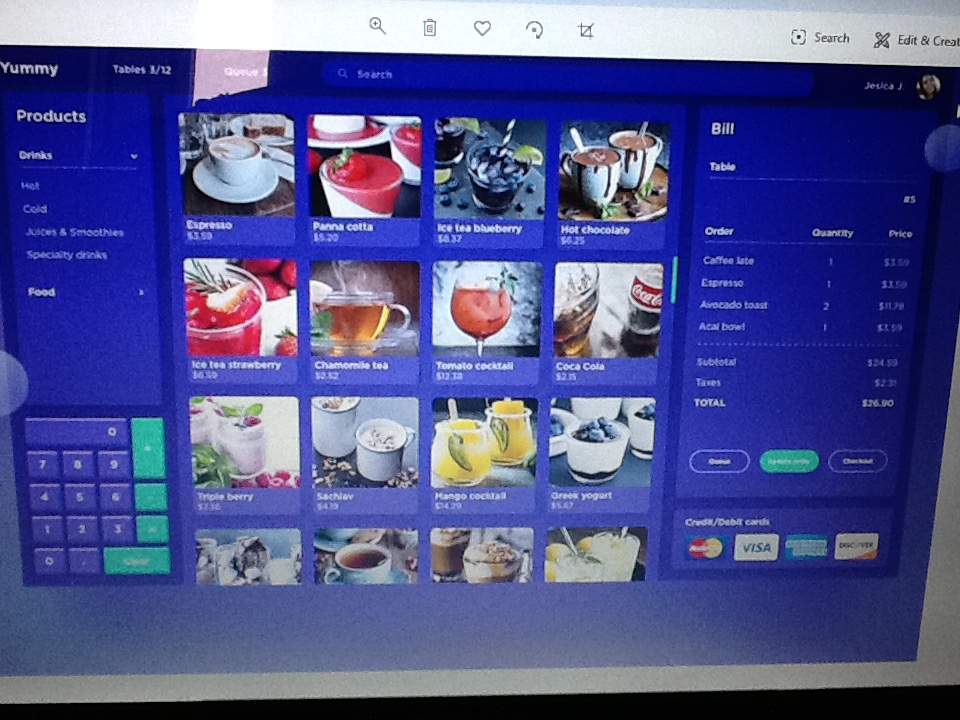 Search
Edit & Creat
Yummy
Tables 3/12
Queue 3
Search
Jesica J.
Products
Drinks
Hot
Cold
Juices & Smoothies
Specialty drinks
Food
Espresso
$3.59
Panna cotta
$5.20
Ice tea blueberry
$8.37
Hot chocolate
$6.25
Ice tea strawberry
$6.59
Chamomile tea
$2.52
Tomato cocktail
$12.38
Coca Cola
$2.15
Triple berry
Sachlav
$4.19
Mango cocktail
$14.29
Greek yogurt
$5.67
Bill
Table
#5
Order Quantity Price
Caffee late 1 $3.59
Espresso 1 $3.59
Avocado toast 2 $11.78
Acai bowl 1 $3.59
Subtotal $24.59
Taxes $2.31
TOTAL $26.90
Queue
Update order
Checkout
Credit/Debit cards
VISA
DISCOVER
0
7 8 9
4 5 6
1 2 3
0 .
Clear